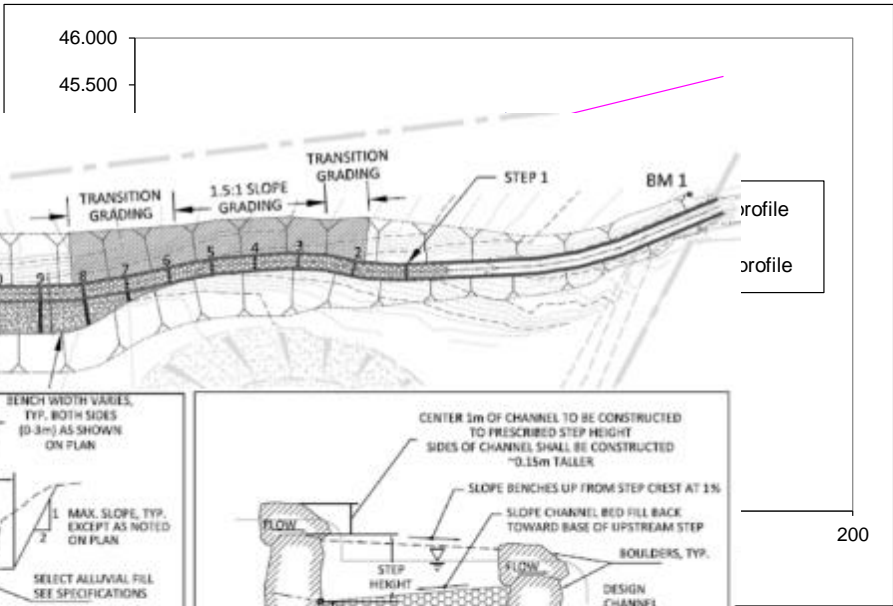 46.000
45.500
TRANSITION
GRADING
1.5:1 SLOPE
GRADING
TRANSITION
GRADING
STEP 1
BM 1
profile
profile
9
8
7
6
5
4
3
2
BENCH WIDTH VARIES,
TYP. BOTH SIDES
(0-3m) AS SHOWN
ON PLAN
1
2
MAX. SLOPE, TYP.
EXCEPT AS NOTED
ON PLAN
SELECT ALLUVIAL FILL
SEE SPECIFICATIONS
CENTER 1m OF CHANNEL TO BE CONSTRUCTED
TO PRESCRIBED STEP HEIGHT
SIDES OF CHANNEL SHALL BE CONSTRUCTED
~0.15m TALLER
SLOPE BENCHES UP FROM STEP CREST AT 1%
SLOPE CHANNEL BED FILL BACK
TOWARD BASE OF UPSTREAM STEP
FLOW
BOULDERS, TYP.
STEP
HEIGHT
FLOW
DESIGN
CHANNEL
200